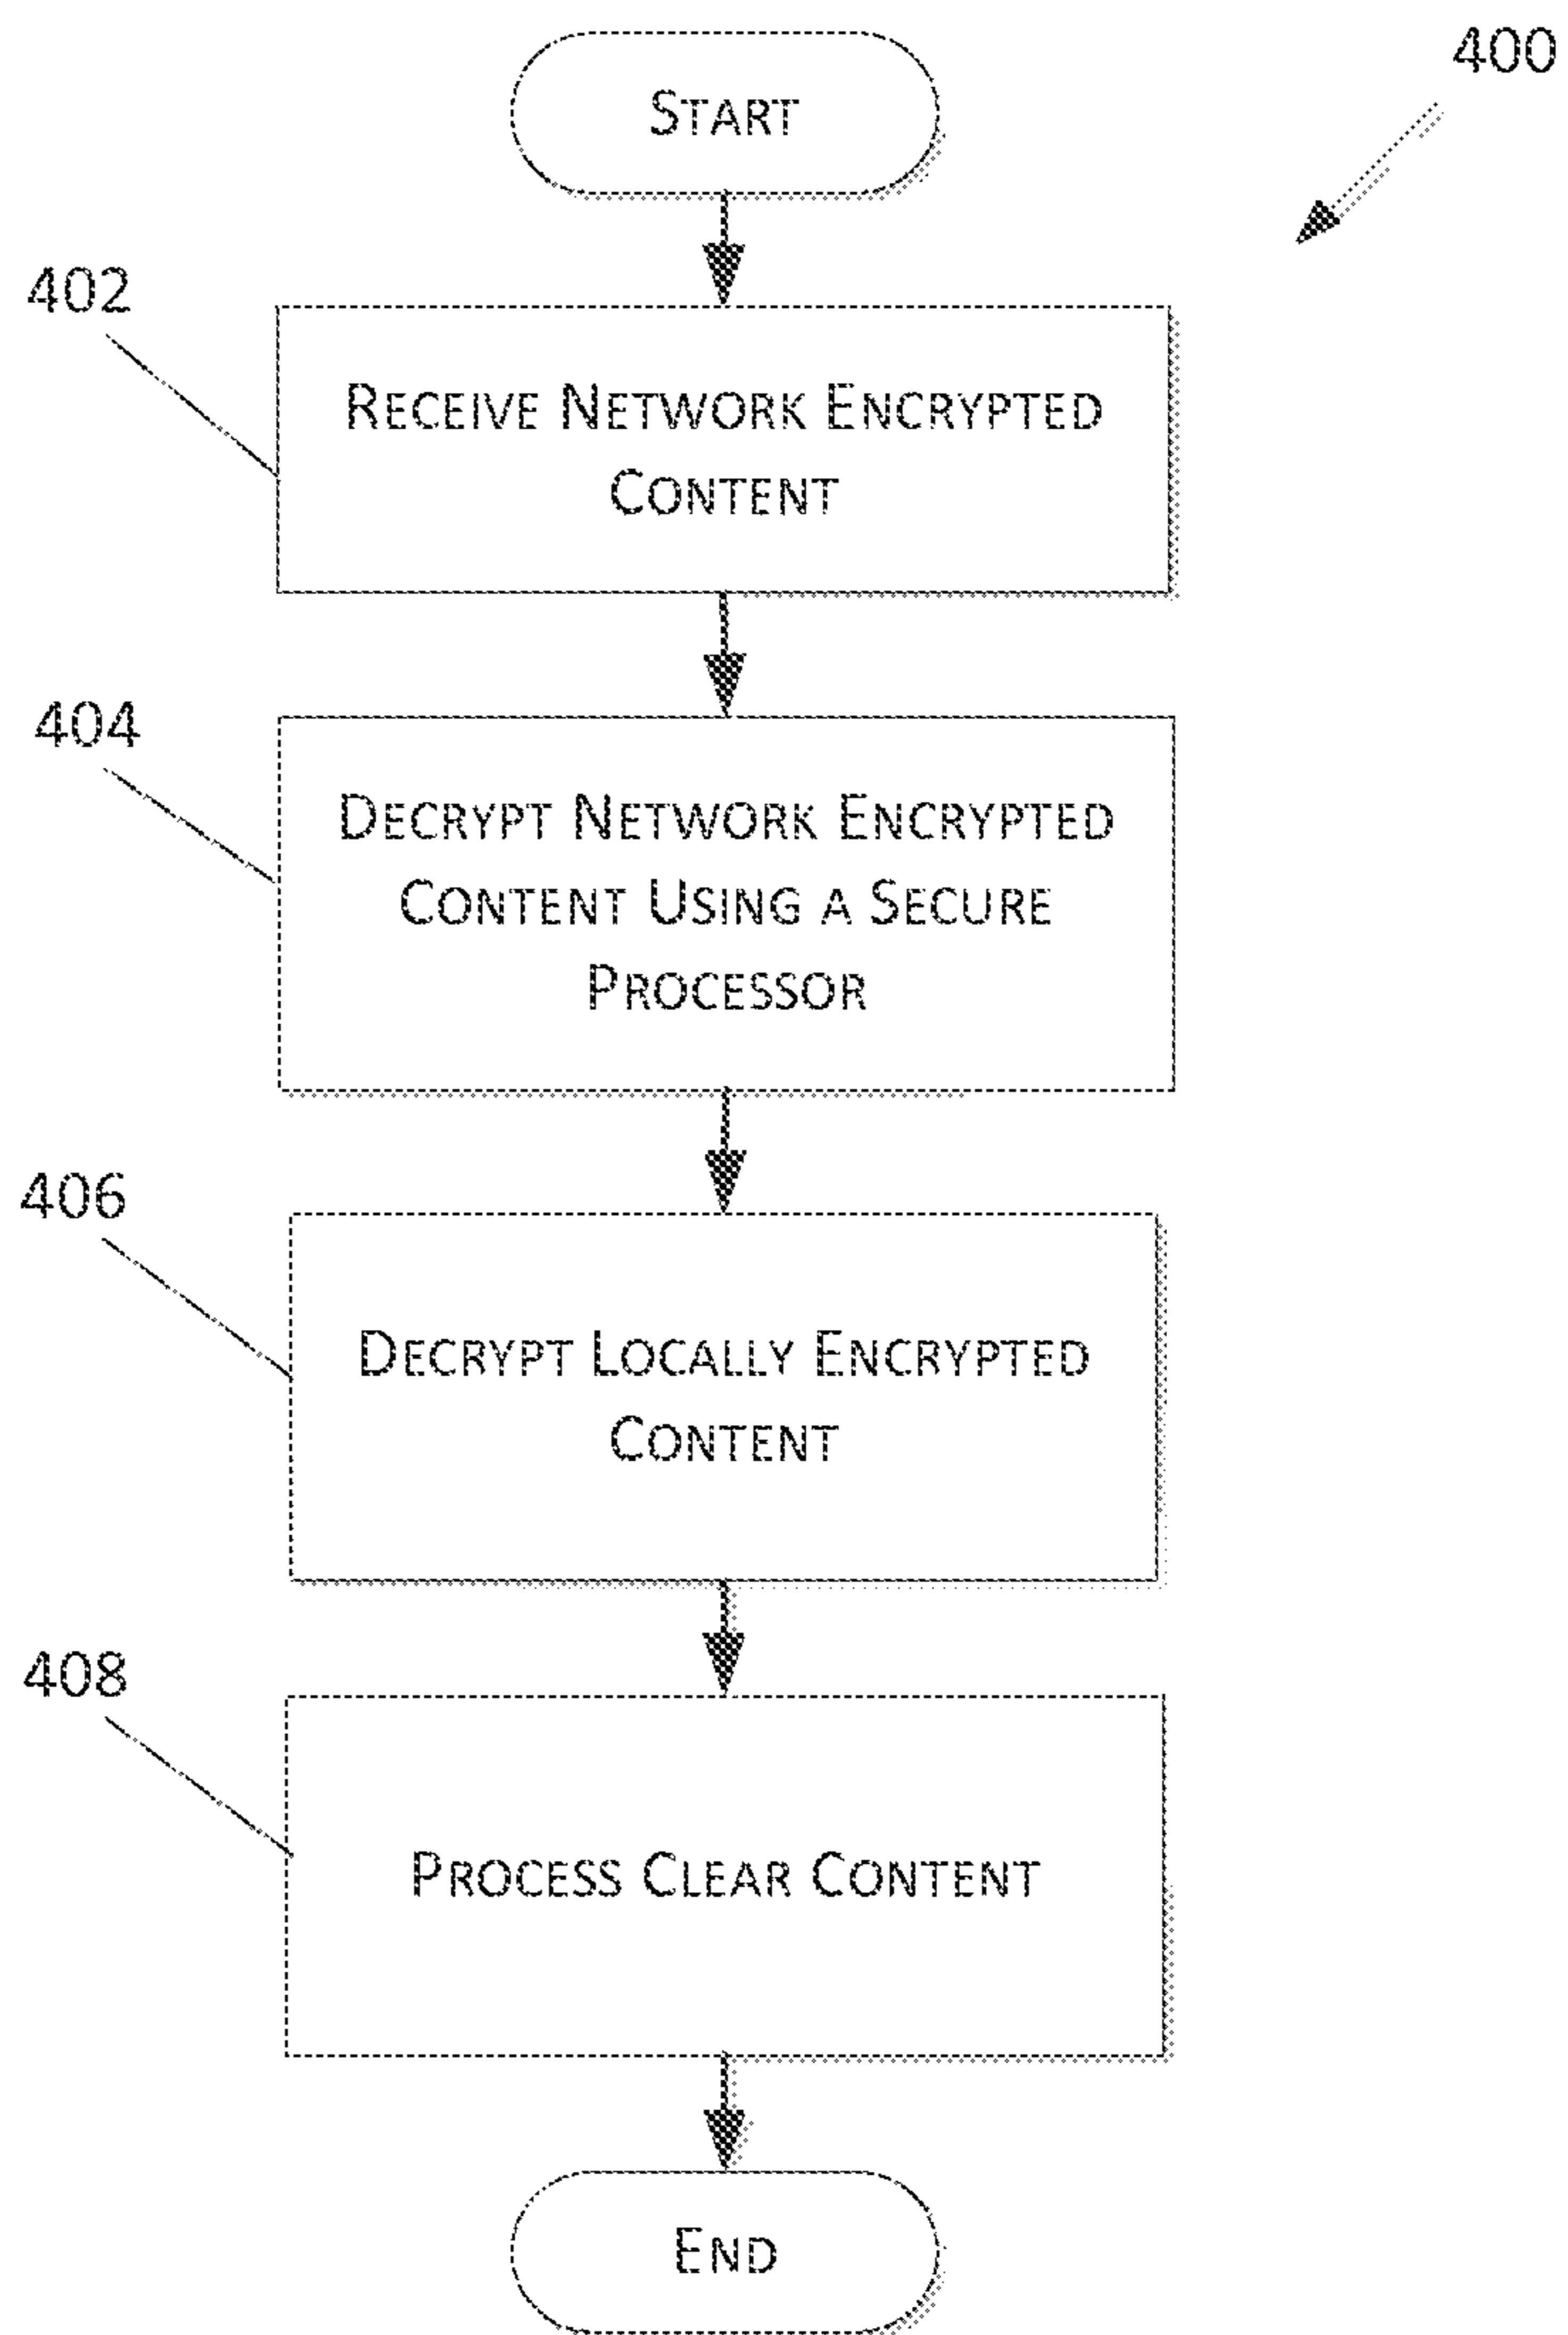 400
START
402
RECEIVE NETWORK ENCRYPTED
CONTENT
404
DECRYPT NETWORK ENCRYPTED
CONTENT USING A SECURE
PROCESSOR
406
DECRYPT LOCALLY ENCRYPTED
CONTENT
408
PROCESS CLEAR CONTENT
END